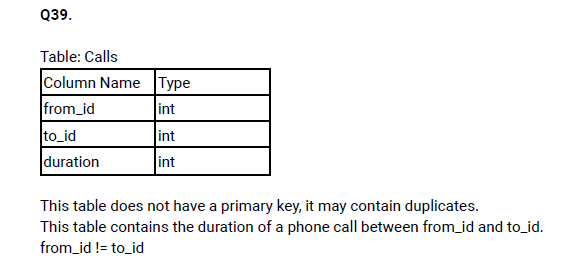 Q39.
Table: Calls
Column Name Type
from_id int
to_id int
duration int
This table does not have a primary key, it may contain duplicates.
This table contains the duration of a phone call between from_id and to_id.
from_id != to_id